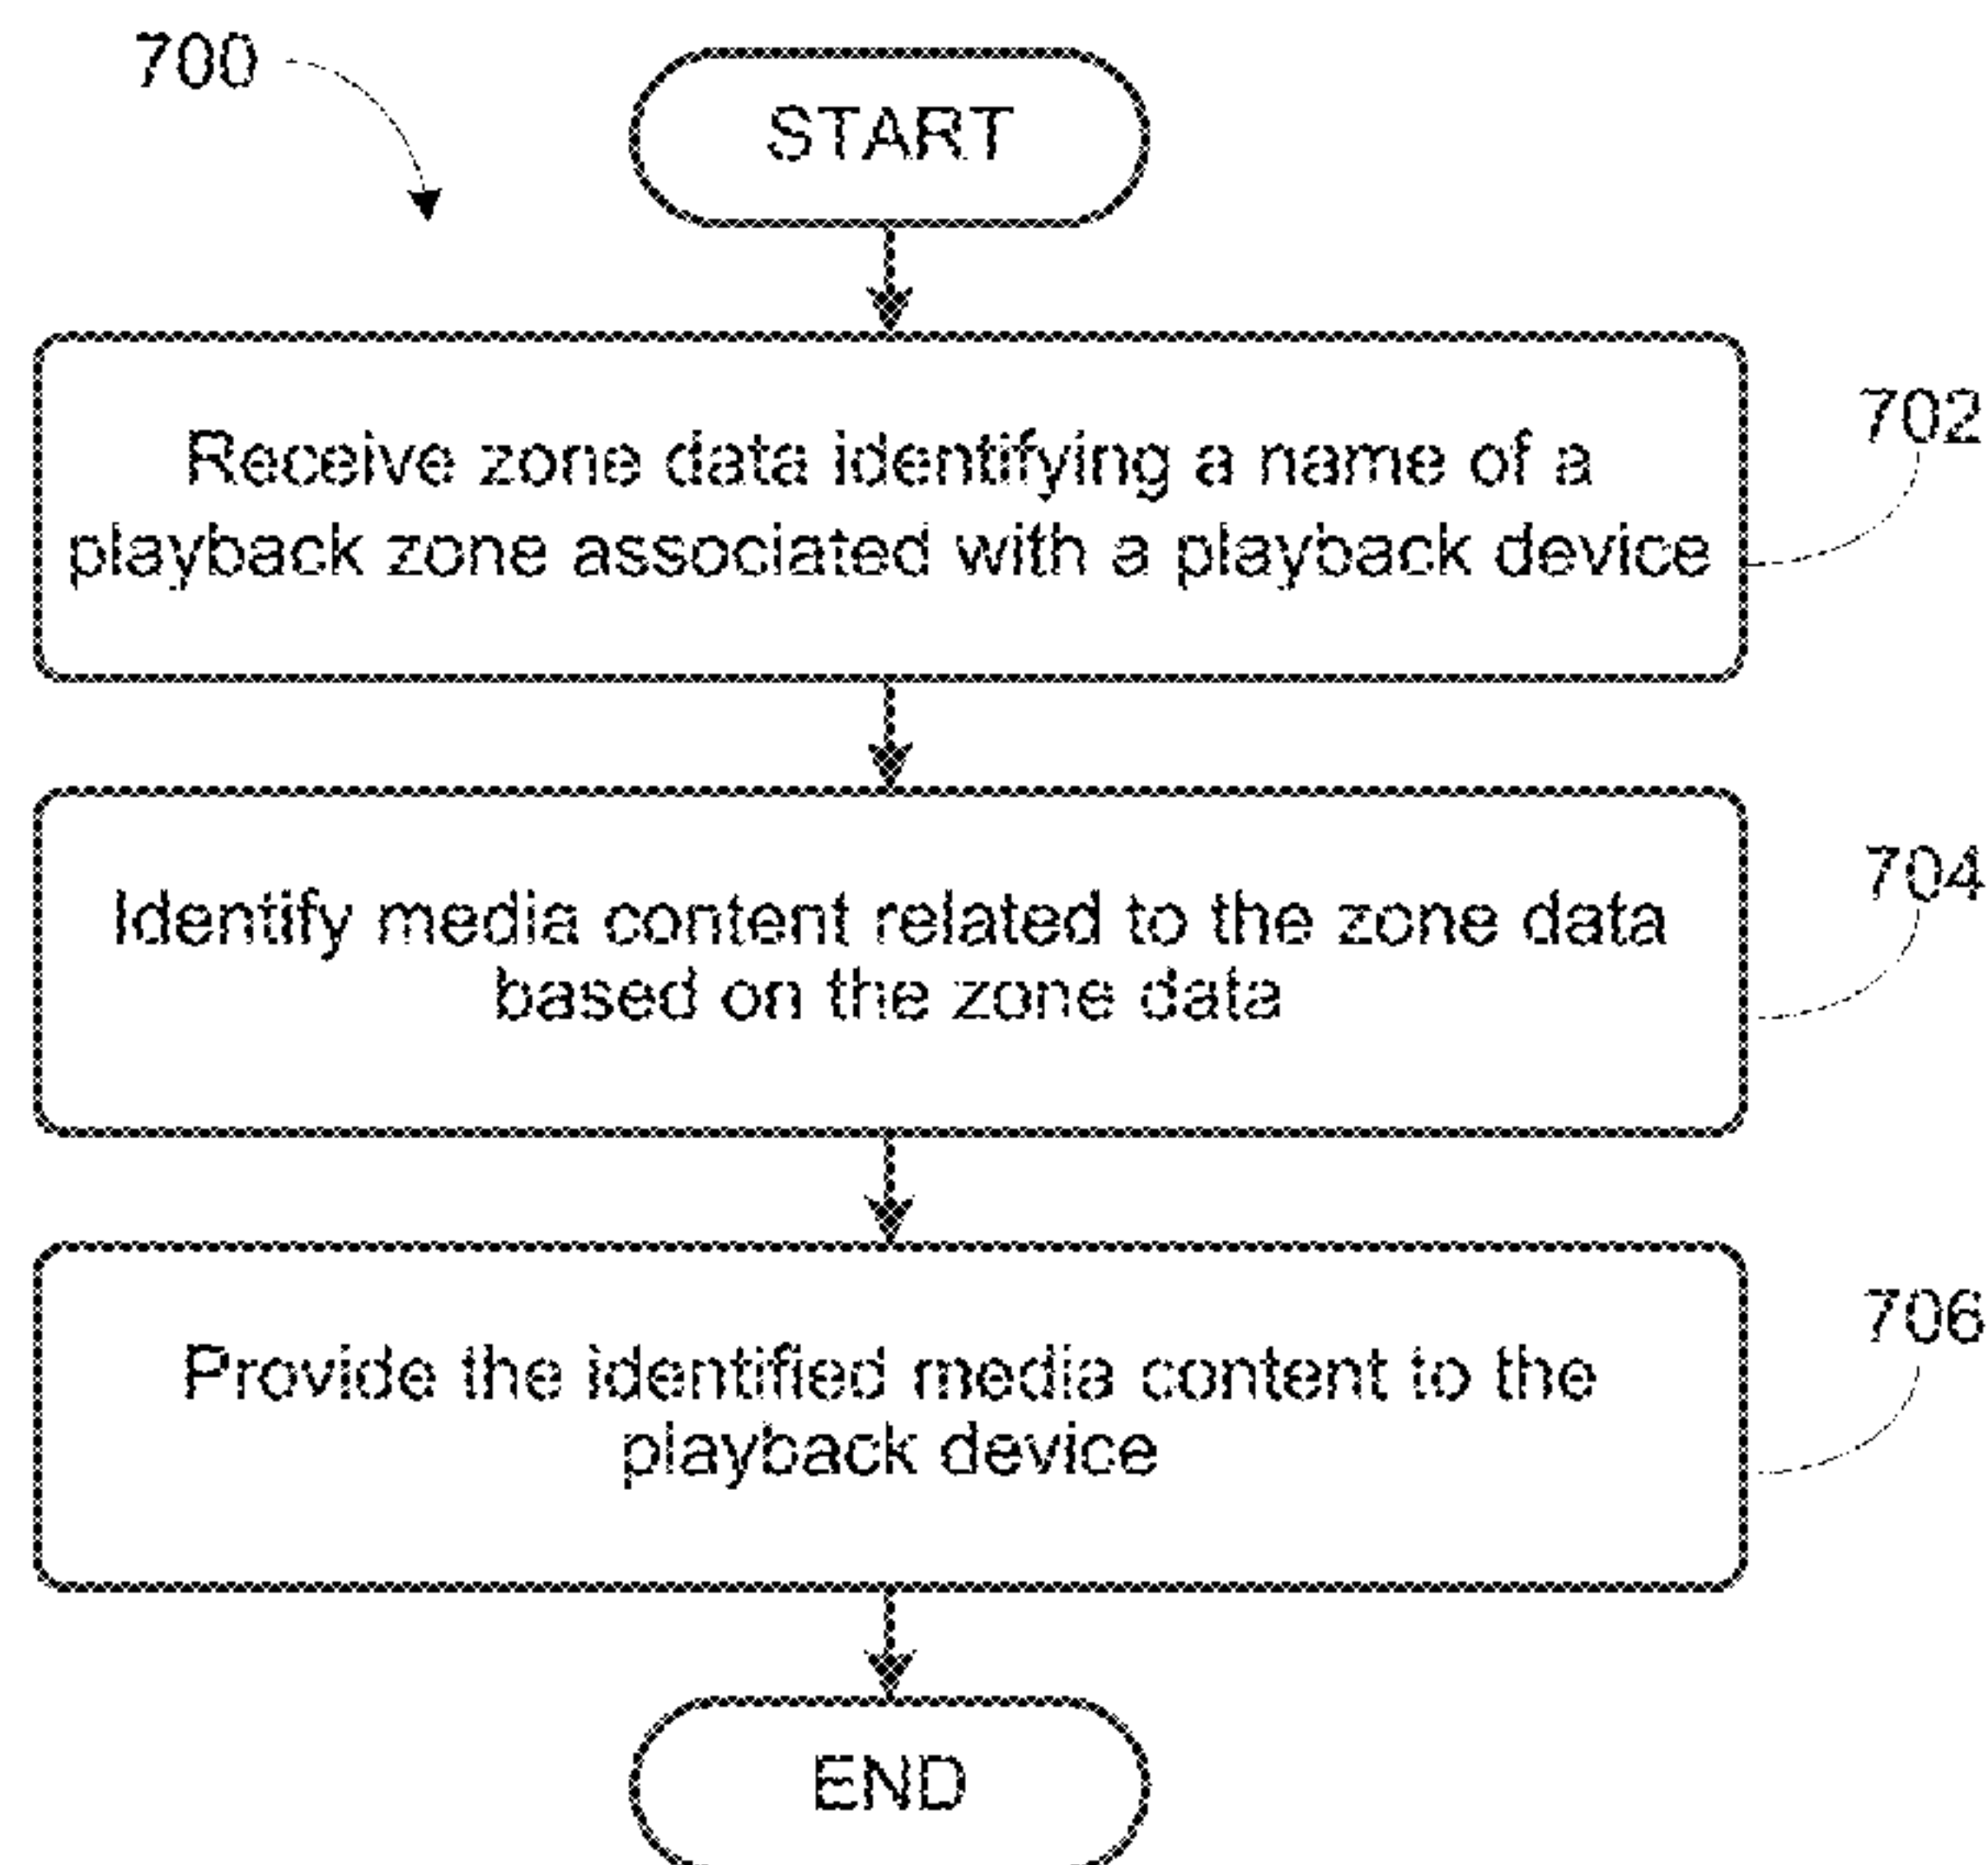 700
START
Receive zone data identifying a name of a
playback zone associated with a playback device
702
Identify media content related to the zone data
based on the zone data
704
Provide the identified media content to the
playback device
706
END